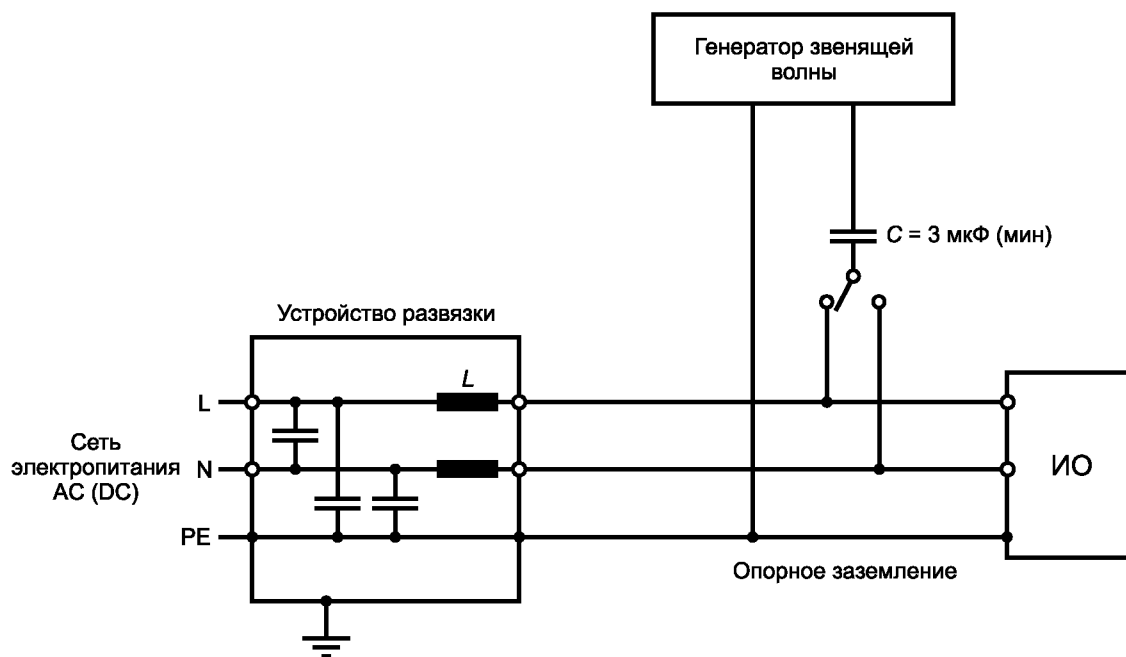 Генератор звенящей
волны
C = 3 мкФ (мин)
Устройство развязки
L
L
Сеть
электропитания
AC (DC)
N
ИО
PE
Опорное заземление